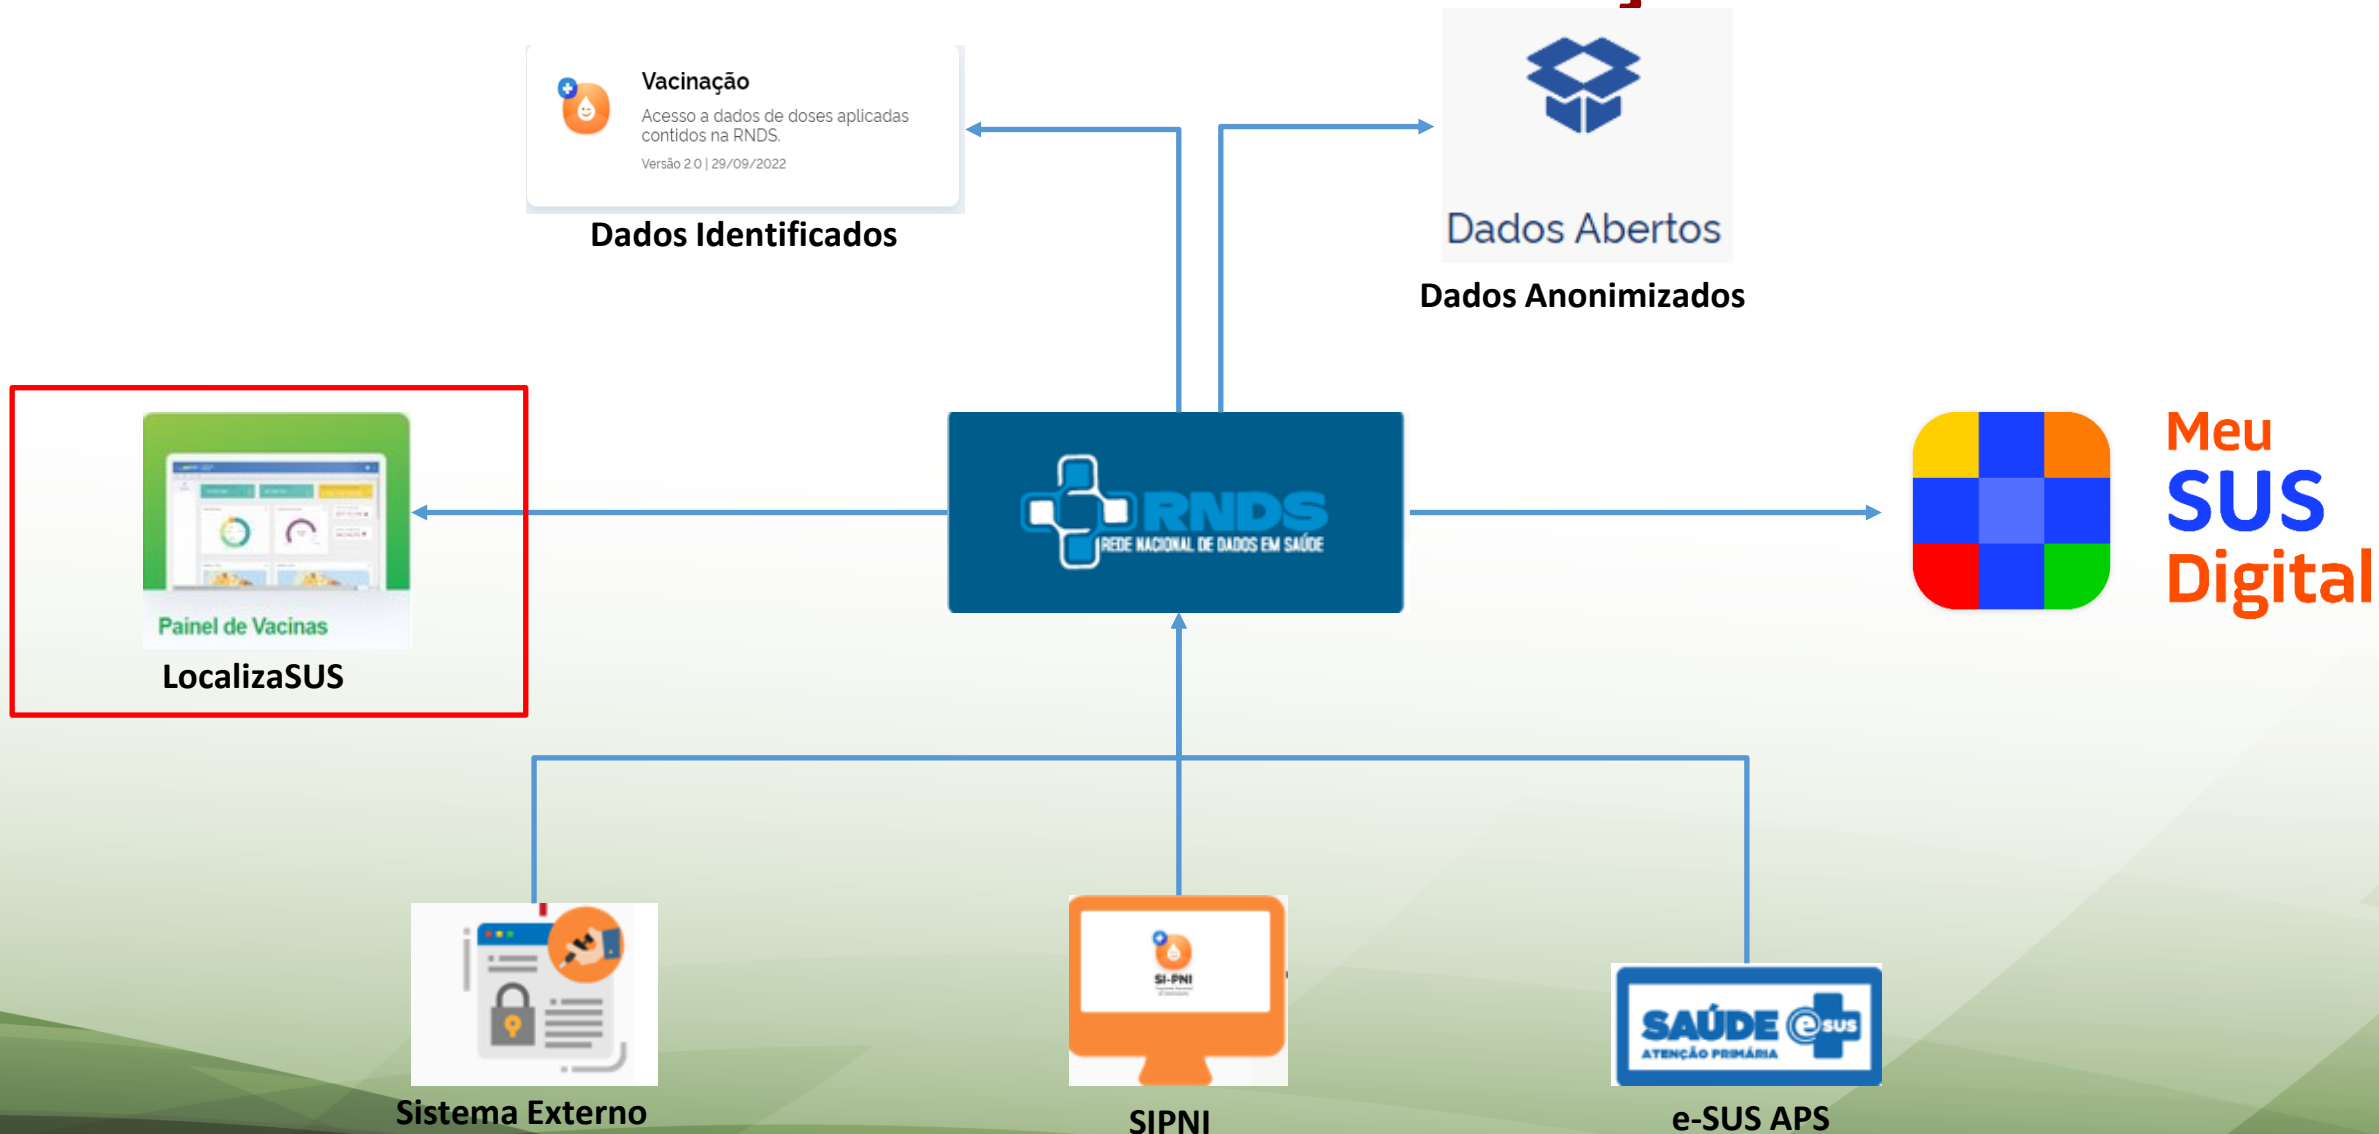 Vacinação
Acesso a dados de doses aplicadas
contidos na RNDS.
Versão 2.0 | 29/09/2022
Dados Identificados
Dados Abertos
Dados Anonimizados
Painel de Vacinas
LocalizaSUS
RNDS
REDE NACIONAL DE DADOS EM SAÚDE
Meu
SUS
Digital
Sistema Externo
SI-PNI
SIPNI
SAÚDE e sus
ATENÇÃO PRIMÁRIA
e-SUS APS